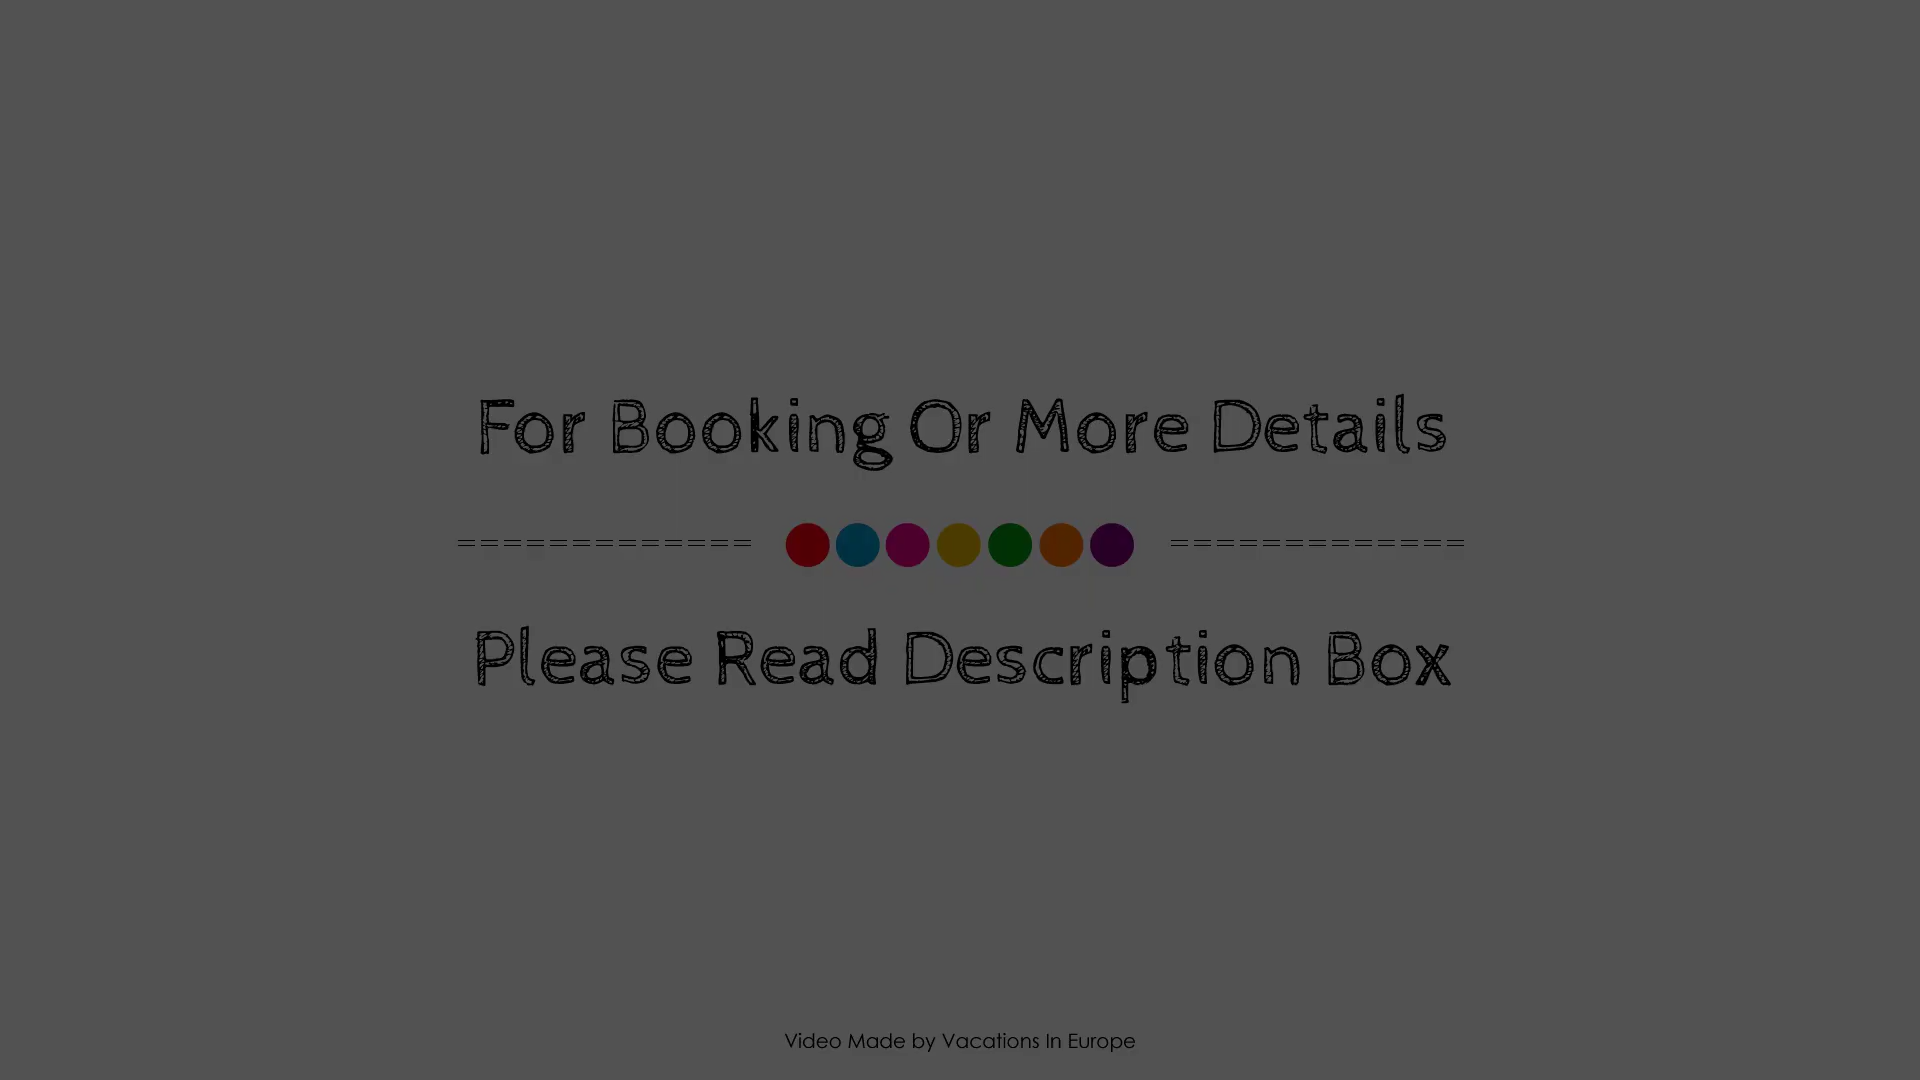 For Booking Or More Details
============= =============
Please Read Description Box
Video Made by Vacations In Europe